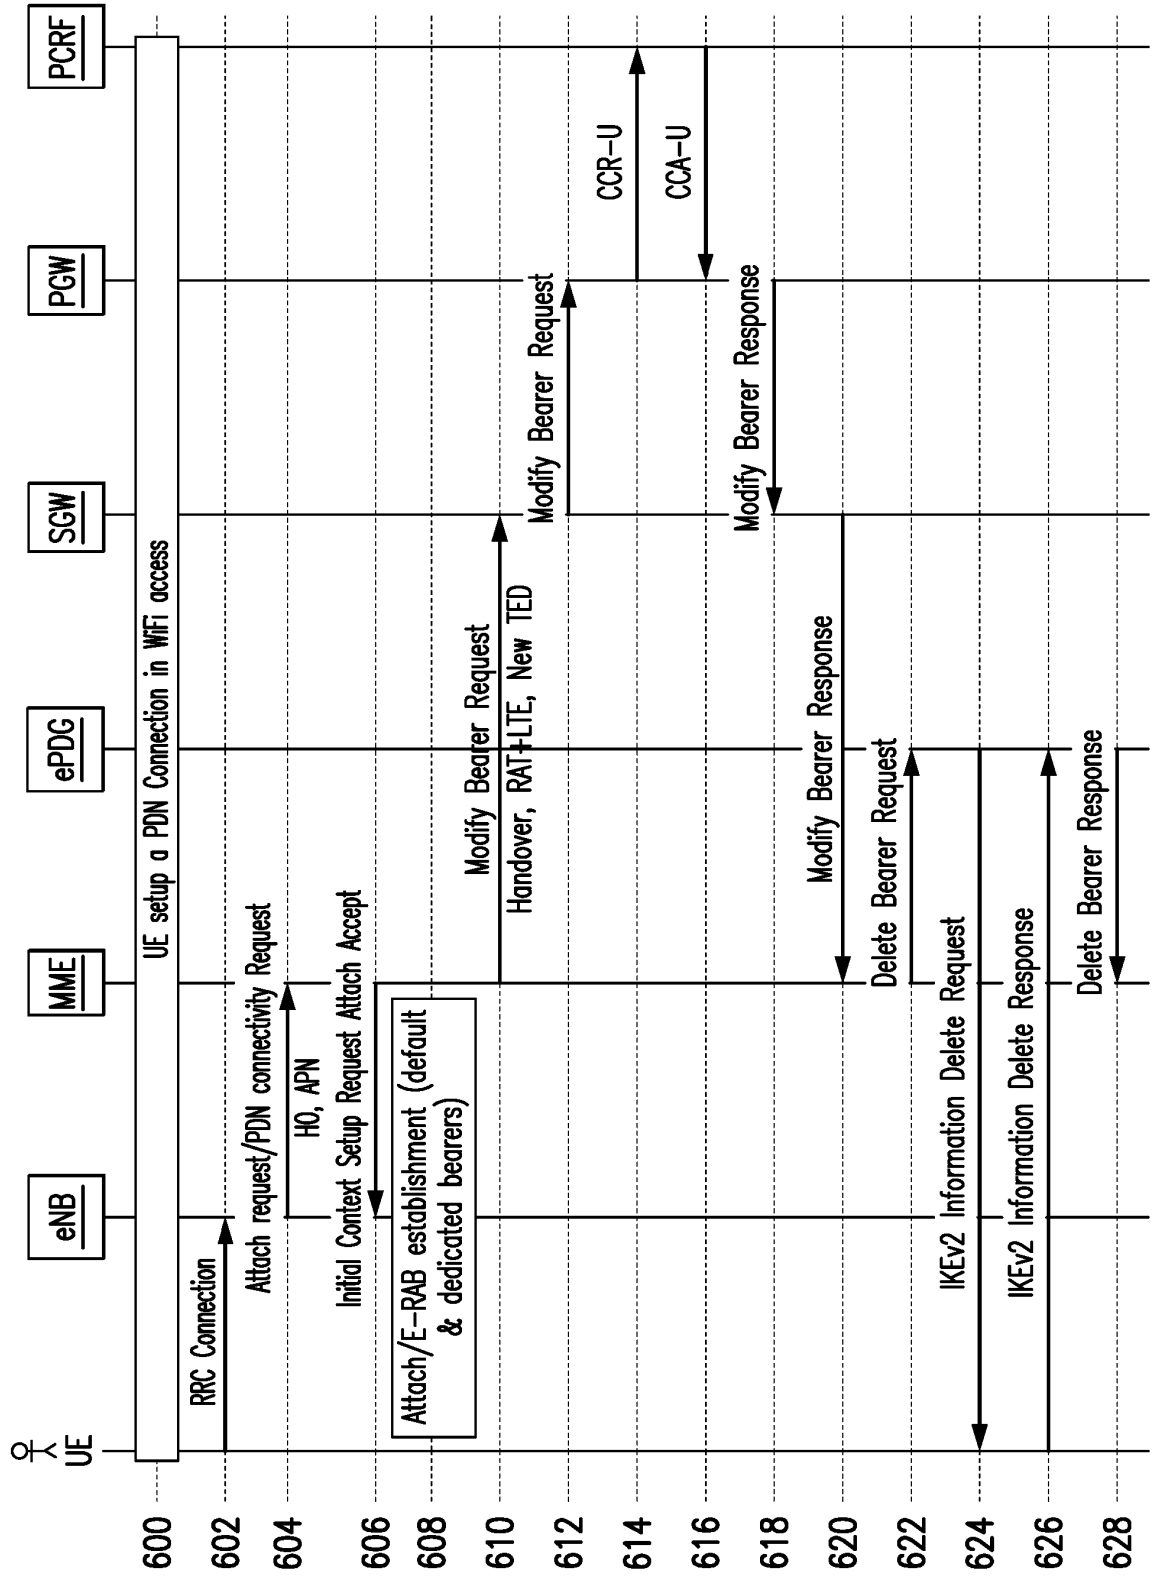 UE
eNB
MME
ePDG
SGW
PGW
PCRF
600
UE setup a PDN Connection in WiFi access
602
RRC Connection
604
Attach request/PDN connectivity Request
HO, APN
606
Initial Context Setup Request Attach Accept
608
Attach/E-RAB establishment (default
& dedicated bearers)
610
Modify Bearer Request
Handover, RAT+LTE, New TED
612
Modify Bearer Request
614
CCR-U
616
CCA-U
618
Modify Bearer Response
620
Modify Bearer Response
622
Delete Bearer Request
624
IKEv2 Information Delete Request
626
IKEv2 Information Delete Response
628
Delete Bearer Response